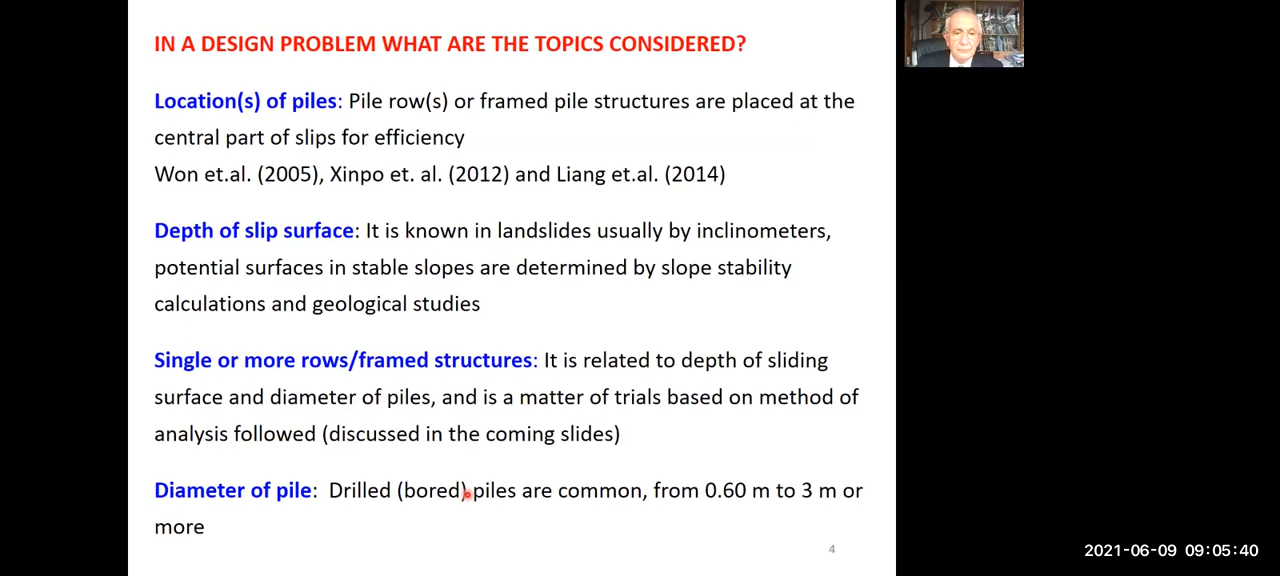 IN A DESIGN PROBLEM WHAT ARE THE TOPICS CONSIDERED?
Location(s) of piles: Pile row(s) or framed pile structures are placed at the
central part of slips for efficiency
Won et.al. (2005), Xinpo et. al. (2012) and Liang et.al. (2014)
Depth of slip surface: It is known in landslides usually by inclinometers,
potential surfaces in stable slopes are determined by slope stability
calculations and geological studies
Single or more rows/framed structures: It is related to depth of sliding
surface and diameter of piles, and is a matter of trials based on method of
analysis followed (discussed in the coming slides)
Diameter of pile: Drilled (bored) piles are common, from 0.60 m to 3 m or
more
4
2021-06-09 09:05:40